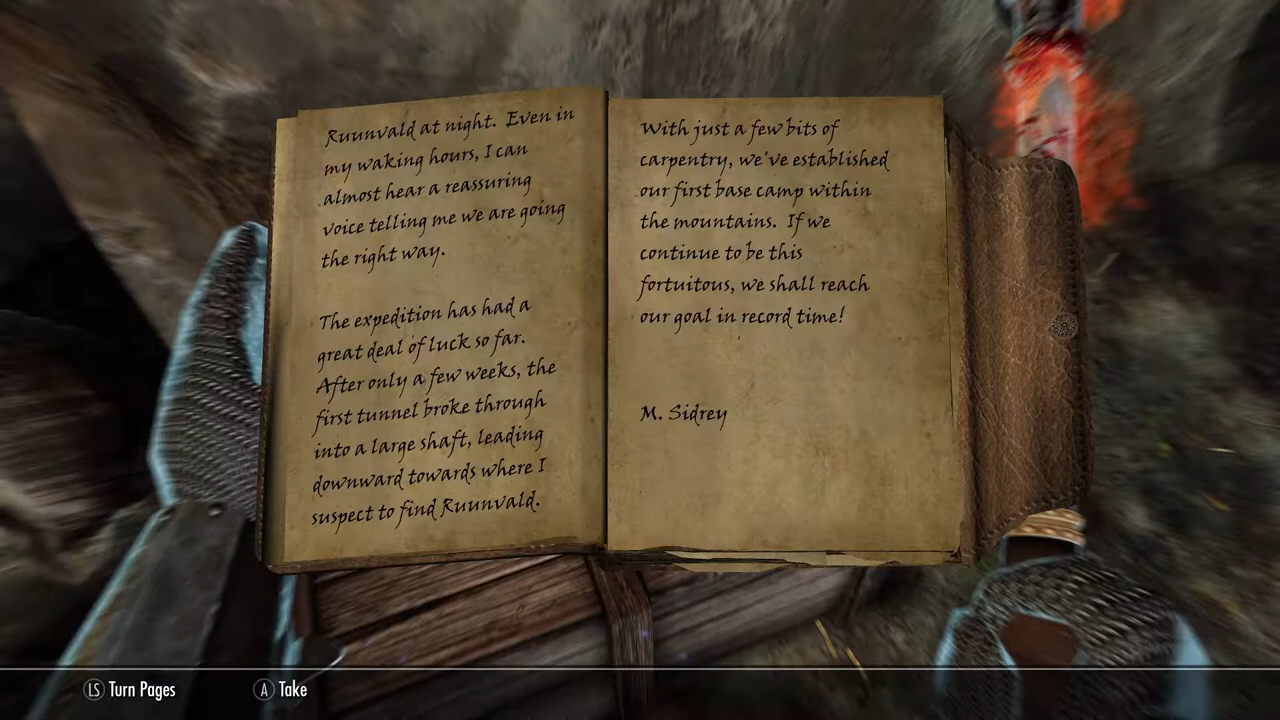 Ruunvald at night. Even in
my waking hours, I can
almost hear a reassuring
voice telling me we are going
the right way.
The expedition has had a
great deal of luck so far.
After only a few weeks, the
first tunnel broke through
into a large shaft, leading
downward towards where I
suspect to find Ruunvald.
With just a few bits of
carpentry, we've established
our first base camp within
the mountains. If we
continue to be this
fortuitous, we shall reach
our goal in record time!
M. Sidrey
LS Turn Pages
A Take